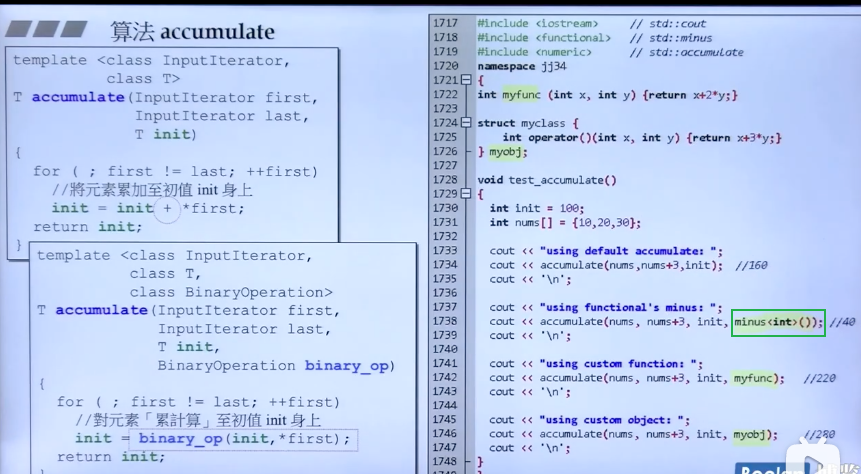 算法 accumulate
template <class InputIterator,
class T>
T accumulate(InputIterator first,
InputIterator last,
T init)
{
for ( ; first != last; ++first)
//將元素累加至初值 init 身上
init = init + *first;
return init;
}
template <class InputIterator,
class T,
class BinaryOperation>
T accumulate(InputIterator first,
InputIterator last,
T init,
BinaryOperation binary_op)
{
for ( ; first != last; ++first)
//對元素「累計算」至初值 init 身上
init = binary_op(init,*first);
return init;
1717 #include <iostream> // std::cout
1718 #include <functional> // std::minus
1719 #include <numeric> // std::accumulate
1720 namespace jj34
1721 {
1722 int myfunc (int x, int y) {return x+2*y;}
1723
1724 struct myclass {
1725 int operator()(int x, int y) {return x+3*y;}
1726 } myobj;
1727
1728 void test_accumulate()
1729 {
1730 int init = 100;
1731 int nums[] = {10,20,30};
1732
1733 cout << "using default accumulate: ";
1734 cout << accumulate(nums,nums+3,init); //160
1735 cout << '\n';
1736
1737 cout << "using functional's minus: ";
1738 cout << accumulate(nums, nums+3, init, minus<int>()); //40
1739 cout << '\n';
1740
1741 cout << "using custom function: ";
1742 cout << accumulate(nums, nums+3, init, myfunc); //220
1743 cout << '\n';
1744
1745 cout << "using custom object: ";
1746 cout << accumulate(nums, nums+3, init, myobj); //280
1747 cout << '\n';
1748 }